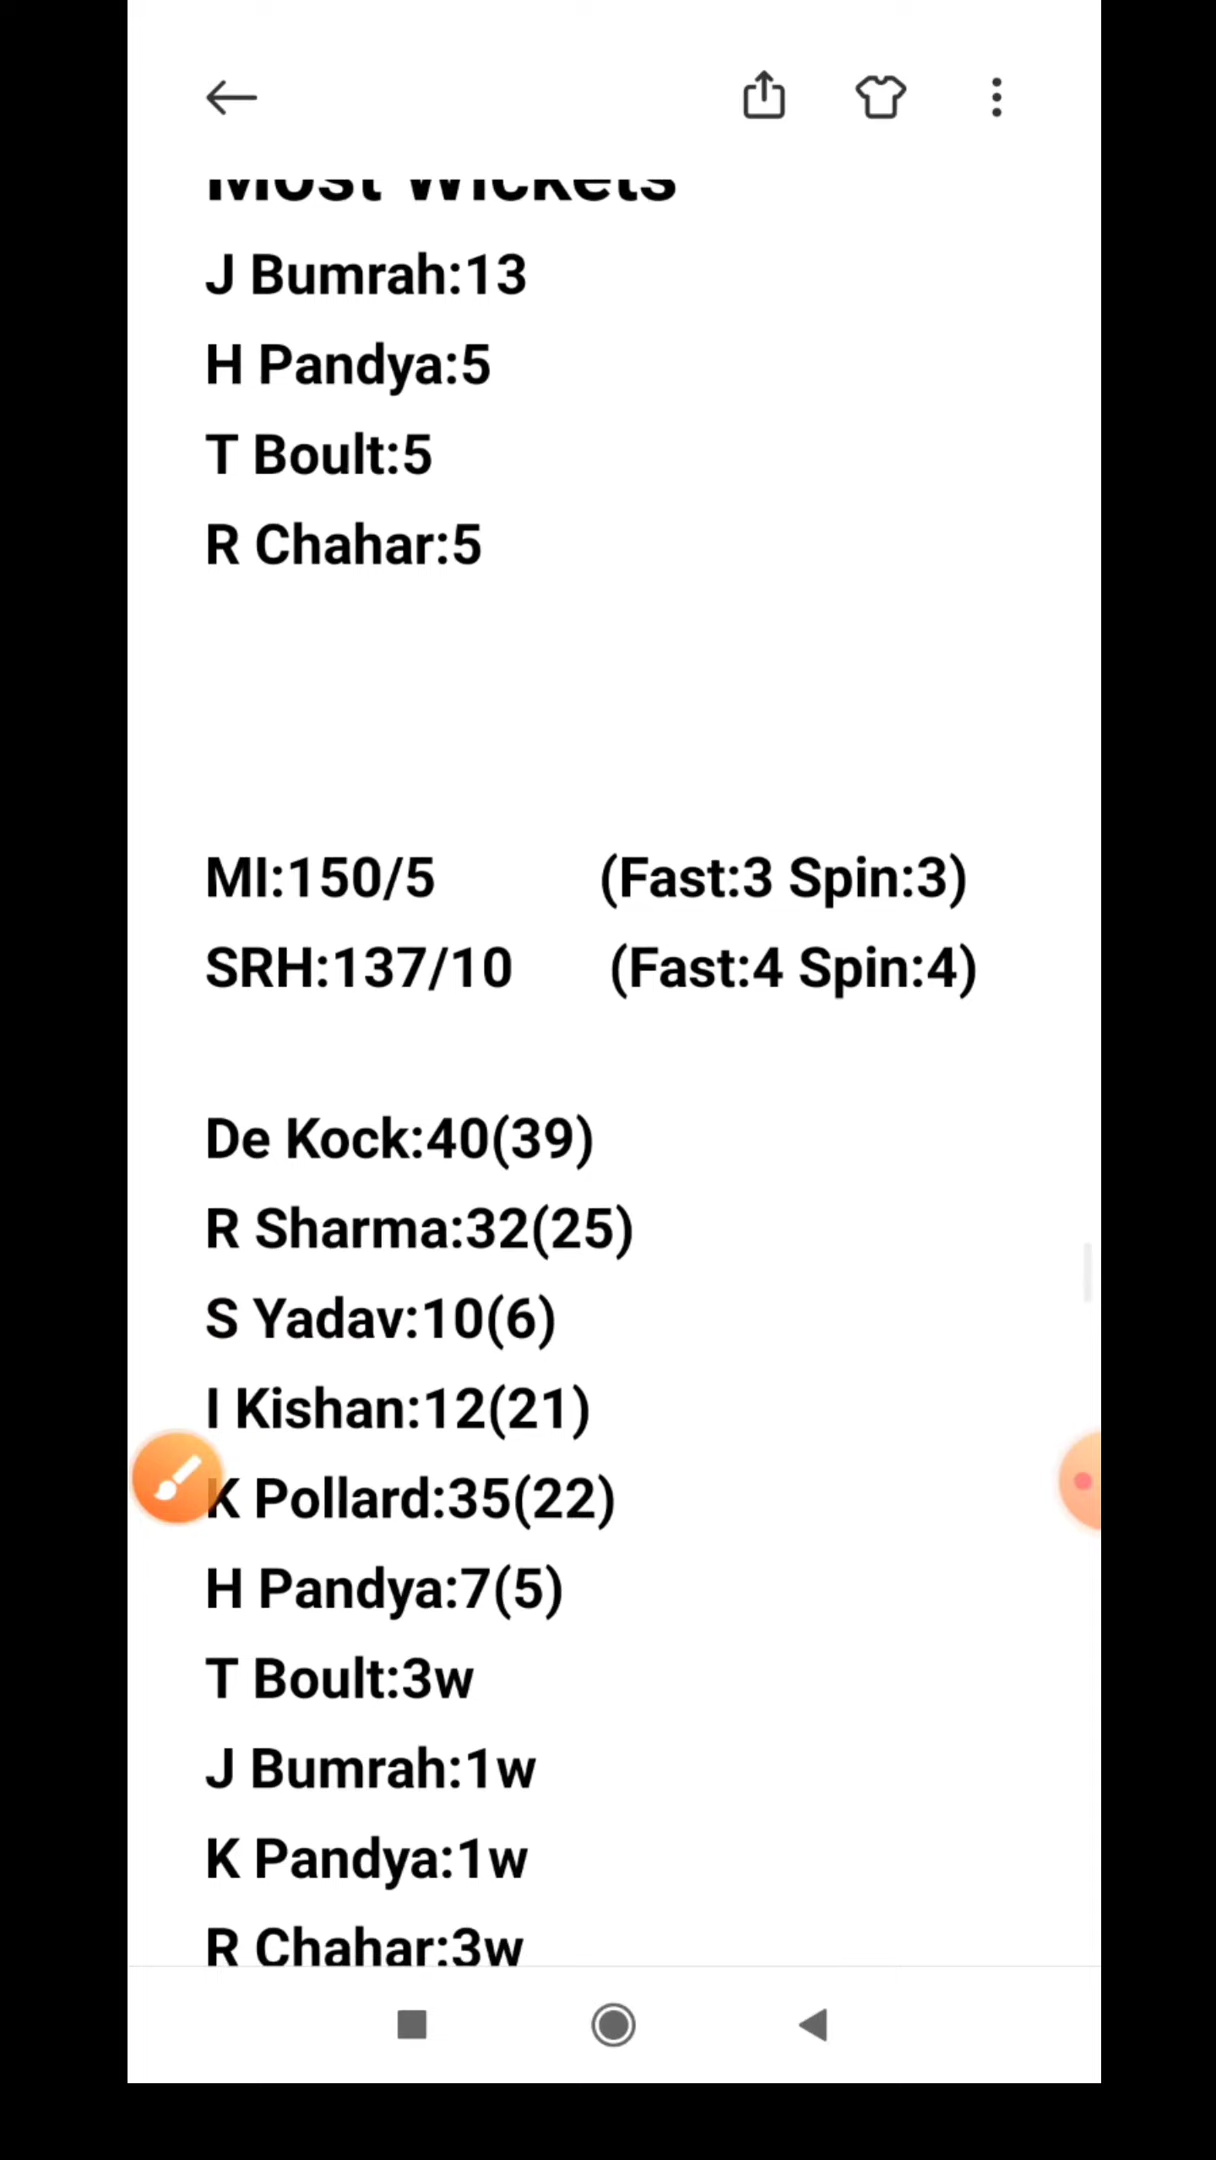 Most Wickets
J Bumrah:13
H Pandya:5
T Boult:5
R Chahar:5
MI:150/5 (Fast:3 Spin:3)
SRH:137/10 (Fast:4 Spin:4)
De Kock:40(39)
R Sharma:32(25)
S Yadav:10(6)
I Kishan:12(21)
K Pollard:35(22)
H Pandya:7(5)
T Boult:3w
J Bumrah:1w
K Pandya:1w
R Chahar:3w